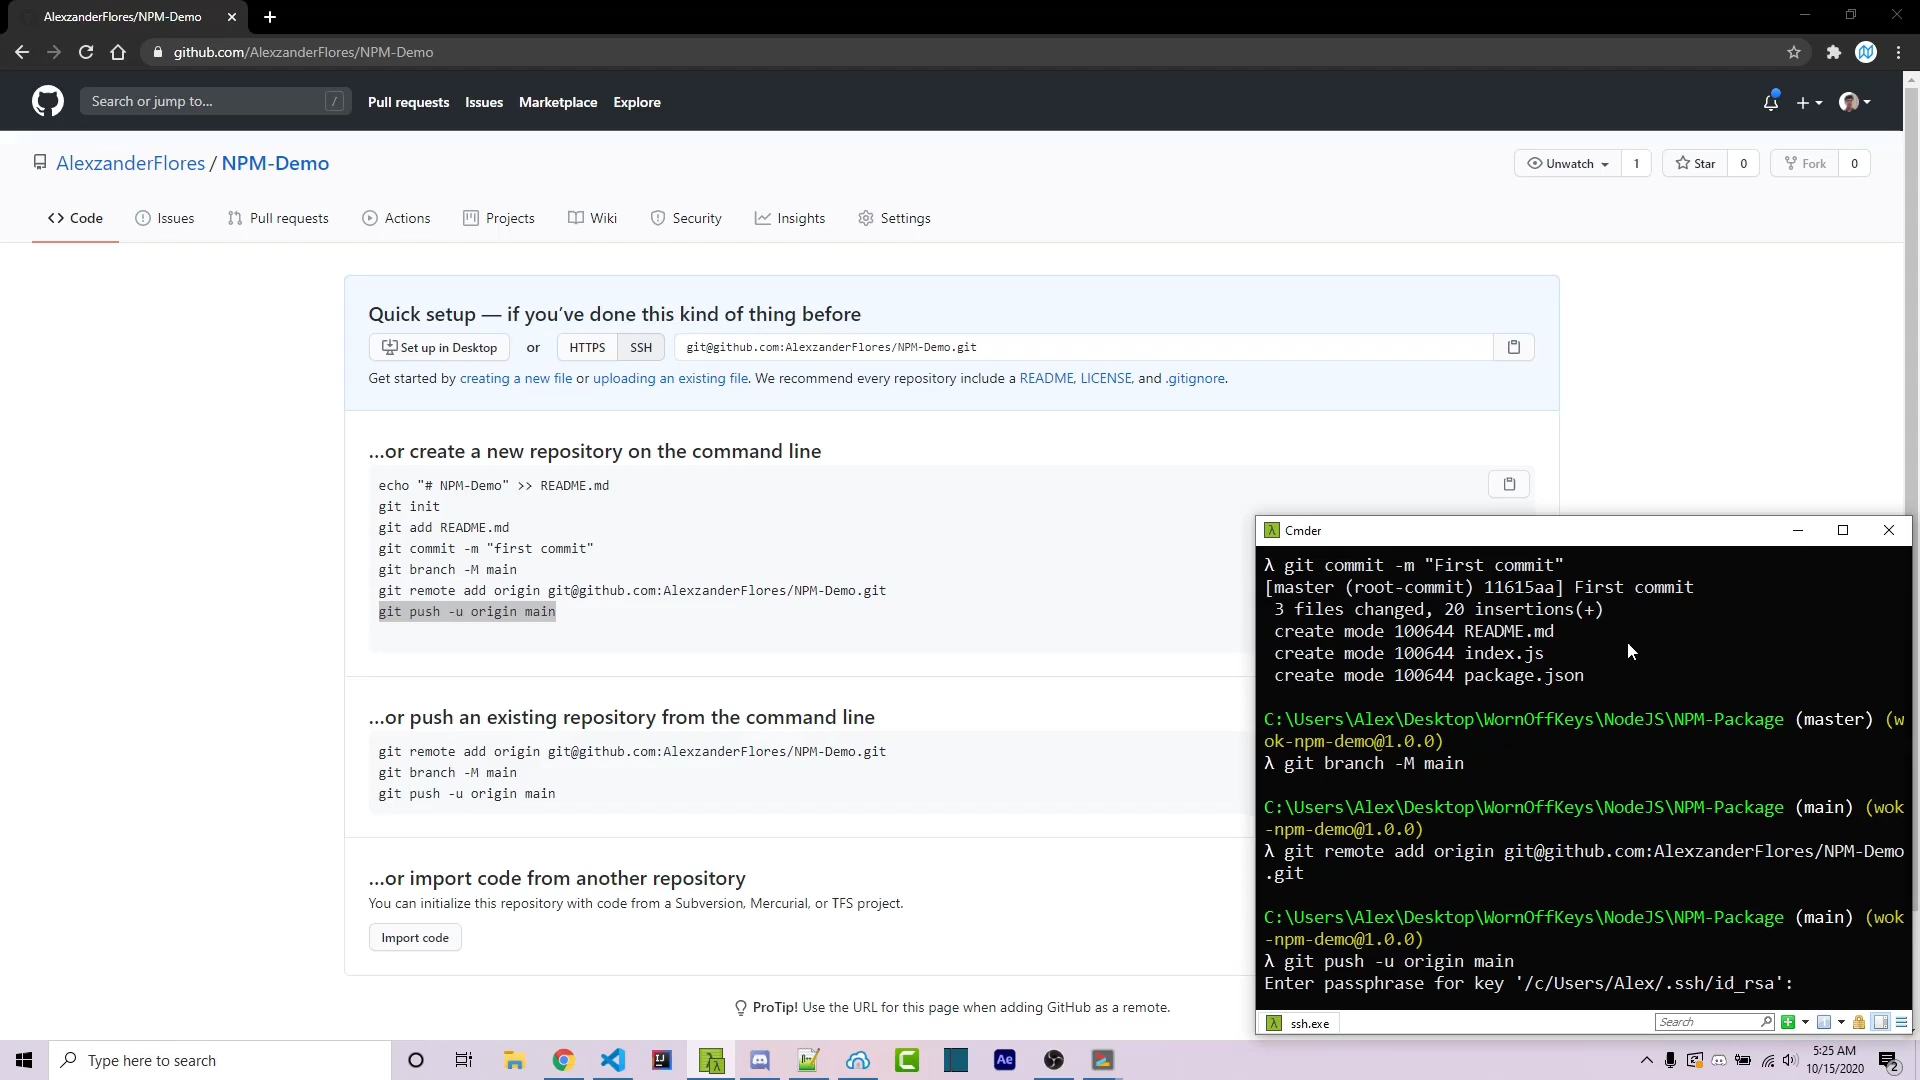 AlexzanderFlores/NPM-Demo
github.com/AlexzanderFlores/NPM-Demo
Search or jump to... /
Pull requests Issues Marketplace Explore
AlexzanderFlores / NPM-Demo
Unwatch 1 Star 0 Fork 0
Code Issues Pull requests Actions Projects Wiki Security Insights Settings
Quick setup — if you’ve done this kind of thing before
Set up in Desktop or HTTPS SSH git@github.com:AlexzanderFlores/NPM-Demo.git
Get started by creating a new file or uploading an existing file. We recommend every repository include a README, LICENSE, and .gitignore.
…or create a new repository on the command line
echo "# NPM-Demo" >> README.md
git init
git add README.md
git commit -m "first commit"
git branch -M main
git remote add origin git@github.com:AlexzanderFlores/NPM-Demo.git
git push -u origin main
…or push an existing repository from the command line
git remote add origin git@github.com:AlexzanderFlores/NPM-Demo.git
git branch -M main
git push -u origin main
…or import code from another repository
You can initialize this repository with code from a Subversion, Mercurial, or TFS project.
Import code
ProTip! Use the URL for this page when adding GitHub as a remote.
Cmder
λ git commit -m "First commit"
[master (root-commit) 11615aa] First commit
3 files changed, 20 insertions(+)
create mode 100644 README.md
create mode 100644 index.js
create mode 100644 package.json
C:\Users\Alex\Desktop\WornOffKeys\NodeJS\NPM-Package (master) (w
ok-npm-demo@1.0.0)
λ git branch -M main
C:\Users\Alex\Desktop\WornOffKeys\NodeJS\NPM-Package (main) (wok
-npm-demo@1.0.0)
λ git remote add origin git@github.com:AlexzanderFlores/NPM-Demo
.git
C:\Users\Alex\Desktop\WornOffKeys\NodeJS\NPM-Package (main) (wok
-npm-demo@1.0.0)
λ git push -u origin main
Enter passphrase for key '/c/Users/Alex/.ssh/id_rsa':
ssh.exe
Search
Type here to search
Ae
5:25 AM
10/15/2020
2